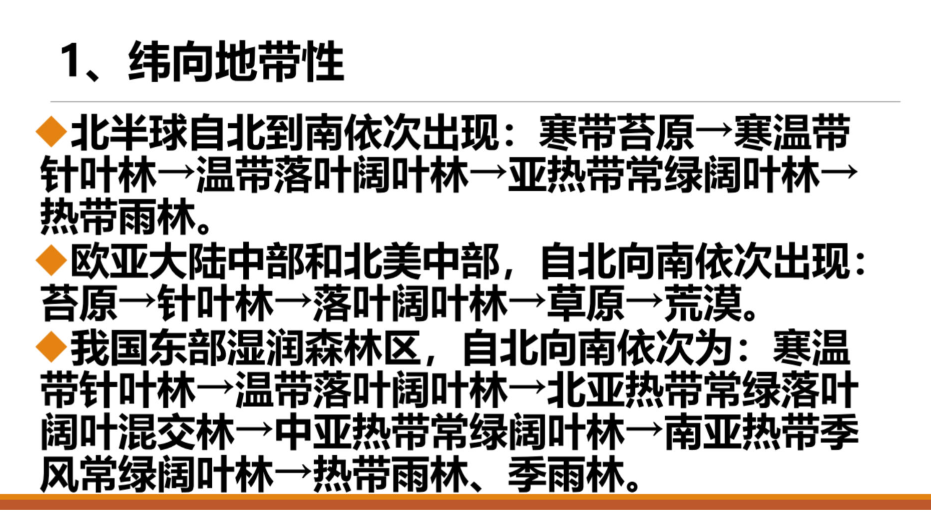 1、纬向地带性
◆北半球自北到南依次出现：寒带苔原→寒温带
针叶林→温带落叶阔叶林→亚热带常绿阔叶林→
热带雨林。
◆欧亚大陆中部和北美中部，自北向南依次出现：
苔原→针叶林→落叶阔叶林→草原→荒漠。
◆我国东部湿润森林区，自北向南依次为：寒温
带针叶林→温带落叶阔叶林→北亚热带常绿落叶
阔叶混交林→中亚热带常绿阔叶林→南亚热带季
风常绿阔叶林→热带雨林、季雨林。